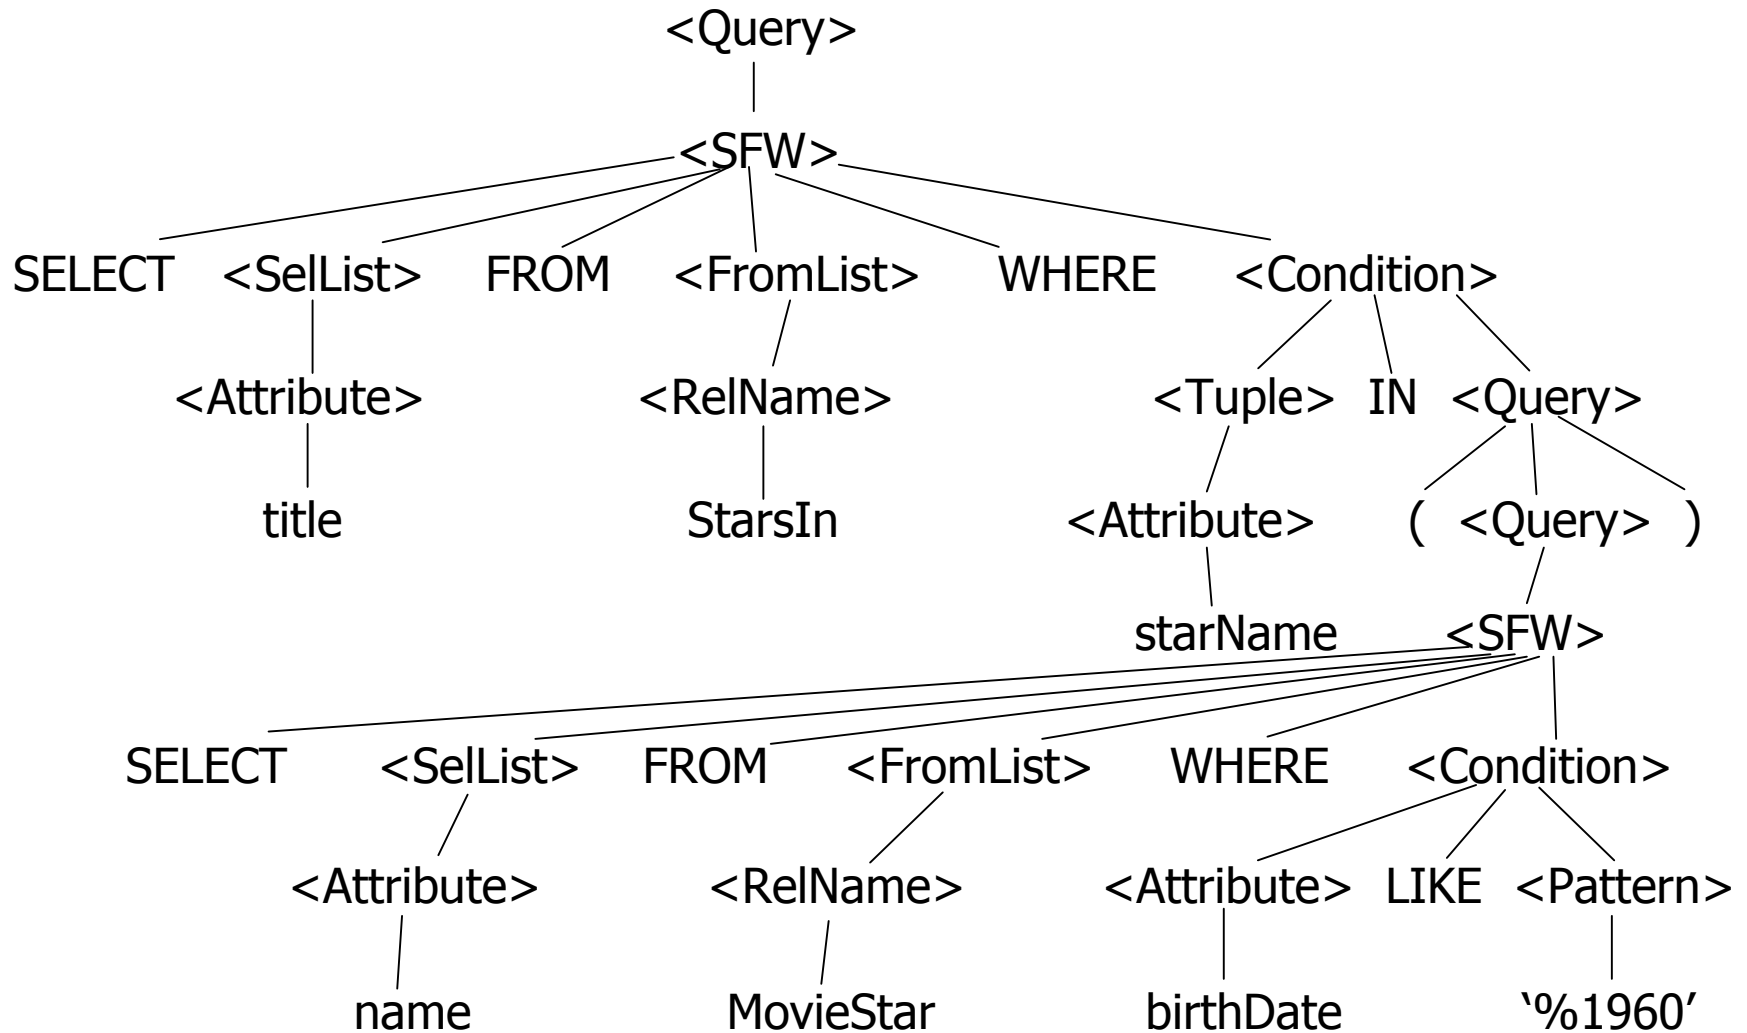 <Query>
<SFW>
SELECT <SelList> FROM <FromList> WHERE <Condition>
<Attribute> <RelName> <Tuple> IN <Query>
title StarsIn <Attribute> ( <Query> )
starName <SFW>
SELECT <SelList> FROM <FromList> WHERE <Condition>
<Attribute> <RelName> <Attribute> LIKE <Pattern>
name MovieStar birthDate ‘%1960’